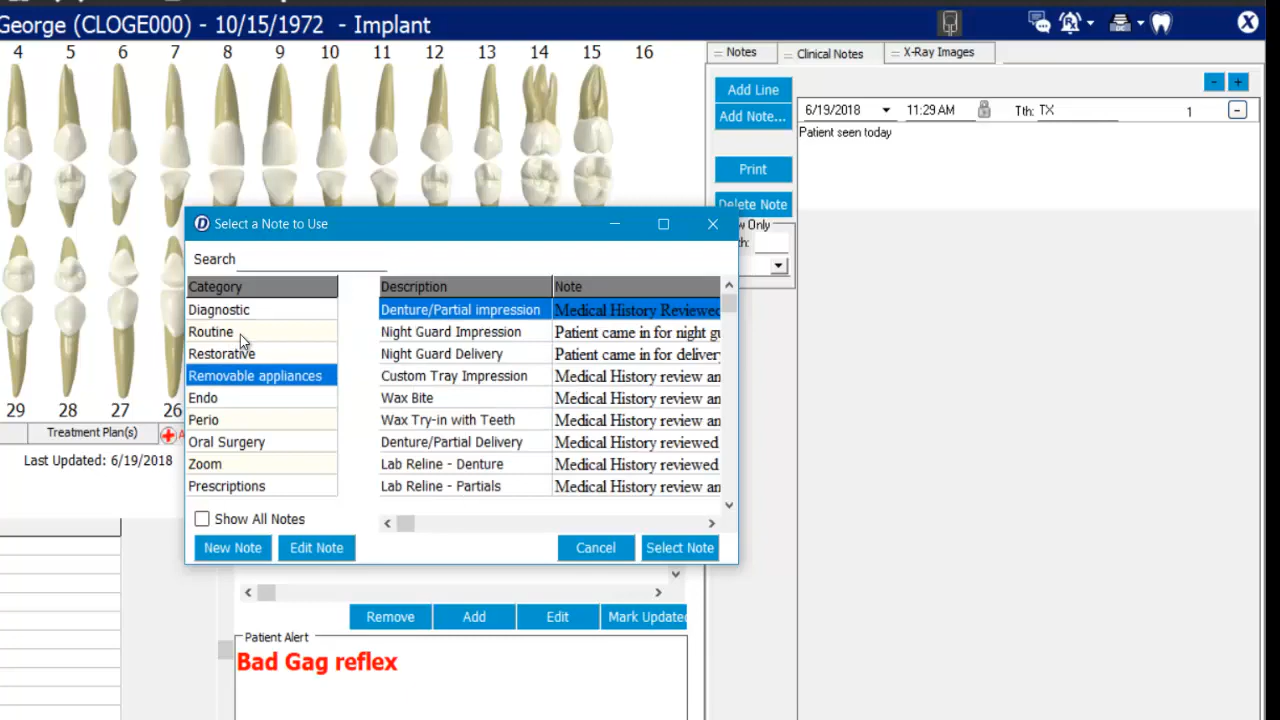 George (CLOGE000) - 10/15/1972 - Implant
4 5 6 7 8 9 10 11 12 13 14 15 16
Notes Clinical Notes X-Ray Images
Add Line
Add Note...
- +
6/19/2018 11:29 AM Tth: TX 1 -
Patient seen today
Print
Delete Note
Only
Select a Note to Use
Search
Category Description Note
Diagnostic Denture/Partial impression Medical History Reviewed
Routine Night Guard Impression Patient came in for night
Restorative Night Guard Delivery Patient came in for
Removable appliances Custom Tray Impression Medical History review
Endo Wax Bite Medical History review
Perio Wax Try-in with Teeth Medical History review
Oral Surgery Denture/Partial Delivery Medical History reviewed
Zoom Lab Reline - Denture Medical History reviewed
Prescriptions Lab Reline - Partials Medical History review
Show All Notes
New Note Edit Note Cancel Select Note
29 28 27 26
Treatment Plan(s)
Last Updated: 6/19/2018
Remove Add Edit Mark
Patient Alert
Bad Gag reflex